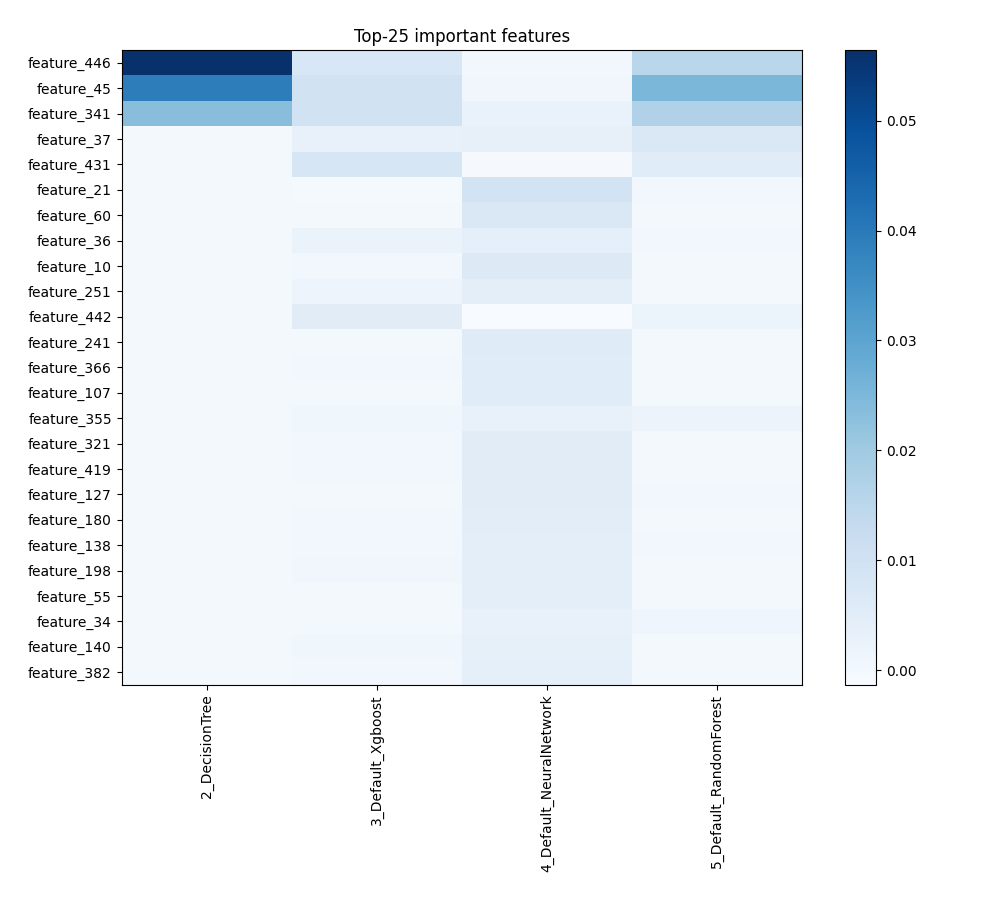 Top-25 important features
feature_446
feature_45
feature_341
feature_37
feature_431
feature_21
feature_60
feature_36
feature_10
feature_251
feature_442
feature_241
feature_366
feature_107
feature_355
feature_321
feature_419
feature_127
feature_180
feature_138
feature_198
feature_55
feature_34
feature_140
feature_382
2_DecisionTree
3_Default_Xgboost
4_Default_NeuralNetwork
5_Default_RandomForest
0.05
0.04
0.03
0.02
0.01
0.00